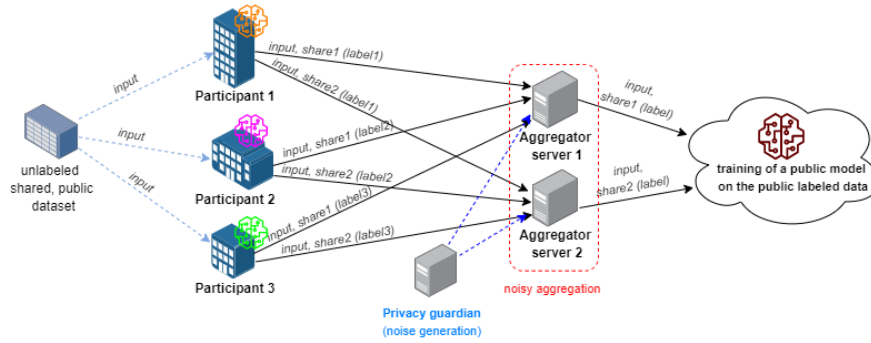 input
input
input
unlabeled
shared, public
dataset
Participant 1
Participant 2
Participant 3
input, share1 (label1)
input, share2 (label1)
input, share1 (label2)
input, share2 (label2
input, share1 (label3)
input, share2 (label3)
Aggregator
server 1
Aggregator
server 2
noisy aggregation
Privacy guardian
(noise generation)
input,
share1 (label)
input,
share2 (label)
training of a public model
on the public labeled data